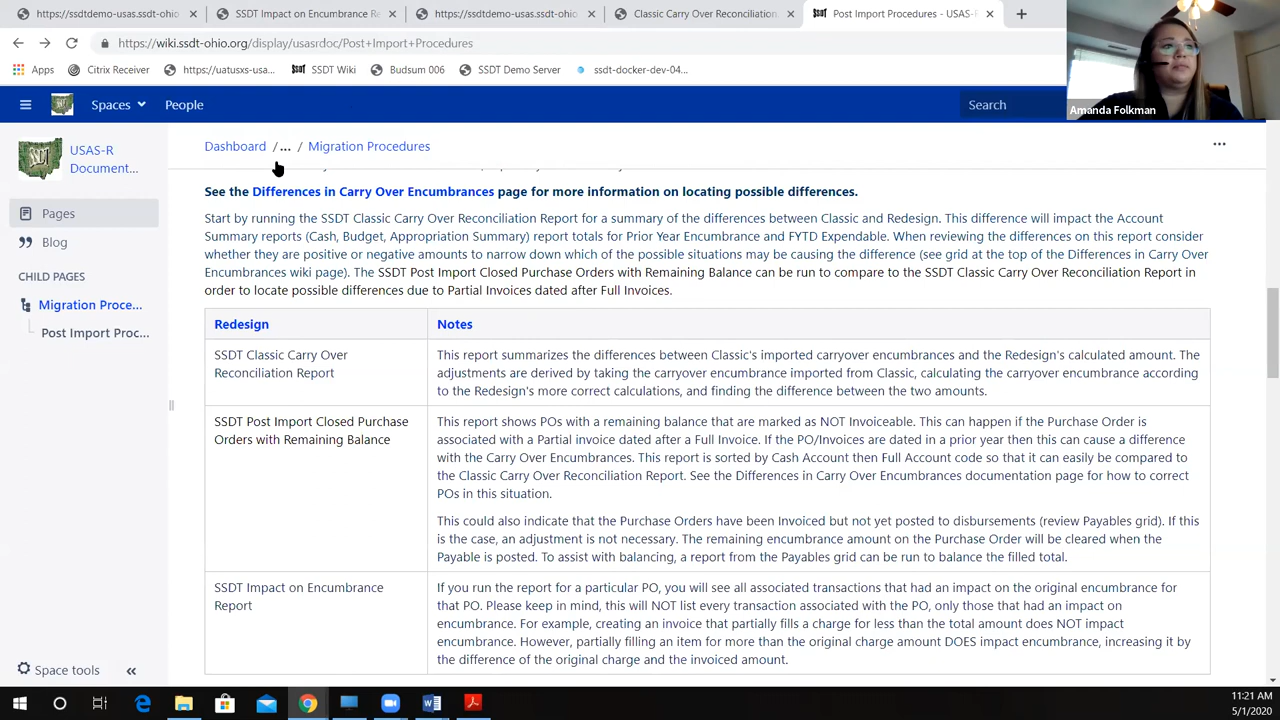 https://ssdtdemo-usas.ssdt-ohio
SSDT Impact on Encumbrance Re
https://ssdtdemo-usas.ssdt-ohio
Classic Carry Over Reconciliation
Post Import Procedures - USAS-R
https://wiki.ssdt-ohio.org/display/usasrdoc/Post+Import+Procedures
Apps
Citrix Receiver
https://uatusxs-usa...
SSDT Wiki
Budsum 006
SSDT Demo Server
ssdt-docker-dev-04...
Amanda Folkman
Spaces
People
Search
SSDT
USAS-R
Document...
Pages
Blog
CHILD PAGES
Migration Proce...
Post Import Proc...
Space tools
Dashboard /... / Migration Procedures
See the Differences in Carry Over Encumbrances page for more information on locating possible differences.
Start by running the SSDT Classic Carry Over Reconciliation Report for a summary of the differences between Classic and Redesign. This difference will impact the Account
Summary reports (Cash, Budget, Appropriation Summary) report totals for Prior Year Encumbrance and FYTD Expendable. When reviewing the differences on this report consider
whether they are positive or negative amounts to narrow down which of the possible situations may be causing the difference (see grid at the top of the Differences in Carry Over
Encumbrances wiki page). The SSDT Post Import Closed Purchase Orders with Remaining Balance can be run to compare to the SSDT Classic Carry Over Reconciliation Report in
order to locate possible differences due to Partial Invoices dated after Full Invoices.
Redesign
Notes
SSDT Classic Carry Over
Reconciliation Report
This report summarizes the differences between Classic's imported carryover encumbrances and the Redesign's calculated amount. The
adjustments are derived by taking the carryover encumbrance imported from Classic, calculating the carryover encumbrance according
to the Redesign's more correct calculations, and finding the difference between the two amounts.
SSDT Post Import Closed Purchase
Orders with Remaining Balance
This report shows POs with a remaining balance that are marked as NOT Invoiceable. This can happen if the Purchase Order is
associated with a Partial invoice dated after a Full Invoice. If the PO/Invoices are dated in a prior year then this can cause a difference
with the Carry Over Encumbrances. This report is sorted by Cash Account then Full Account code so that it can easily be compared to
the Classic Carry Over Reconciliation Report. See the Differences in Carry Over Encumbrances documentation page for how to correct
POs in this situation.
This could also indicate that the Purchase Orders have been Invoiced but not yet posted to disbursements (review Payables grid). If this
is the case, an adjustment is not necessary. The remaining encumbrance amount on the Purchase Order will be cleared when the
Payable is posted. To assist with balancing, a report from the Payables grid can be run to balance the filled total.
SSDT Impact on Encumbrance
Report
If you run the report for a particular PO, you will see all associated transactions that had an impact on the original encumbrance for
that PO. Please keep in mind, this will NOT list every transaction associated with the PO, only those that had an impact on
encumbrance. For example, creating an invoice that partially fills a charge for less than the total amount does NOT impact
encumbrance. However, partially filling an item for more than the original charge amount DOES impact encumbrance, increasing it by
the difference of the original charge and the invoiced amount.
11:21 AM
5/1/2020